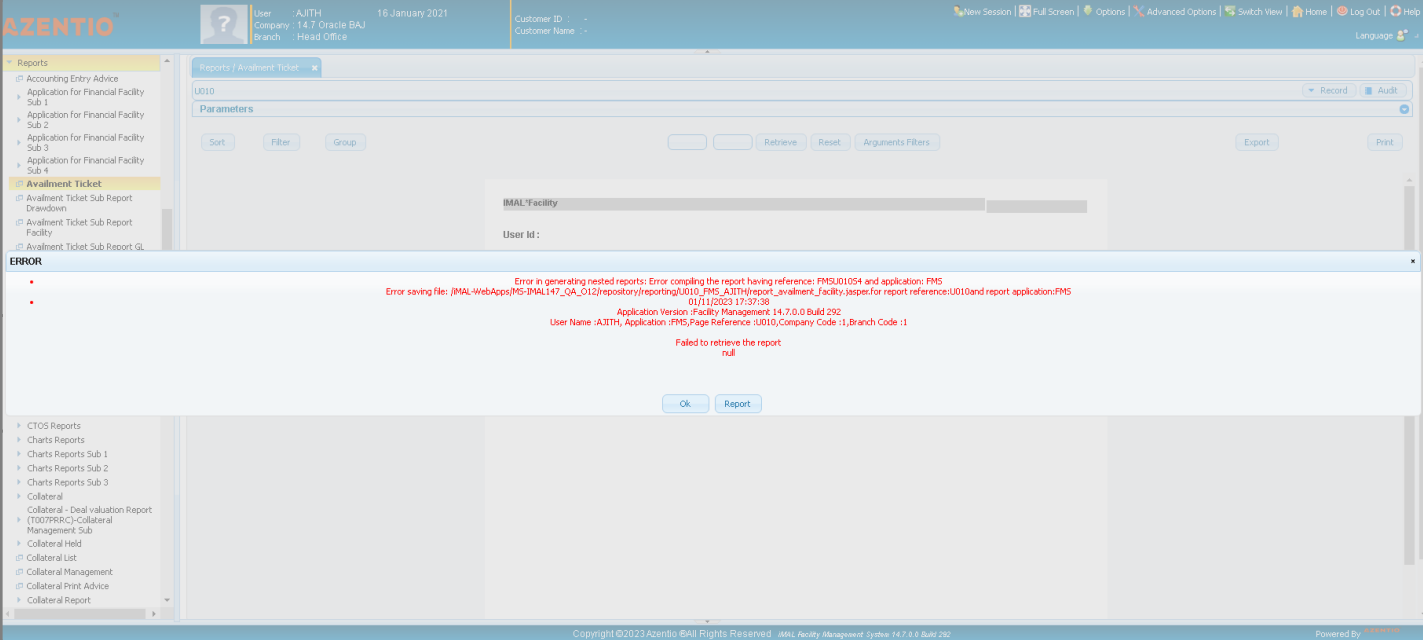 AZENTIO
User : AJITH 16 January 2021
Company : 14.7 Oracle BAJ
Branch : Head Office
Customer ID : -
Customer Name : -
New Session | Full Screen | Options | Advanced Options | Switch View | Home | Log Out | Help
Language
Reports
Accounting Entry Advice
Application for Financial Facility
Sub 1
Application for Financial Facility
Sub 2
Application for Financial Facility
Sub 3
Application for Financial Facility
Sub 4
Availment Ticket
Availment Ticket Sub Report
Drawdown
Availment Ticket Sub Report
Facility
Availment Ticket Sub Report GL
Reports / Availment Ticket x
U010
Record Audit
Parameters
Sort Filter Group Retrieve Reset Arguments Filters Export Print
IMAL*Facility
User Id :
ERROR
Error in generating nested reports: Error compiling the report having reference: FMSU010S4 and application: FMS
Error saving file: /iMAL-WebApps/MS-IMAL147_QA_O12/repository/reporting/U010_FMS_AJITH/report_availment_facility.jasper.for report reference:U010and report application:FMS
01/11/2023 17:37:38
Application Version :Facility Management 14.7.0.0 Build 292
User Name :AJITH, Application :FMS,Page Reference :U010,Company Code :1,Branch Code :1
Failed to retrieve the report
null
Ok Report
CTOS Reports
Charts Reports
Charts Reports Sub 1
Charts Reports Sub 2
Charts Reports Sub 3
Collateral
Collateral - Deal valuation Report
(T007PRRC)-Collateral
Management Sub
Collateral Held
Collateral List
Collateral Management
Collateral Print Advice
Collateral Report
Copyright ©2023 Azentio ®All Rights Reserved iMAL Facility Management System 14.7.0.0 Build 292
Powered By AZENTIO